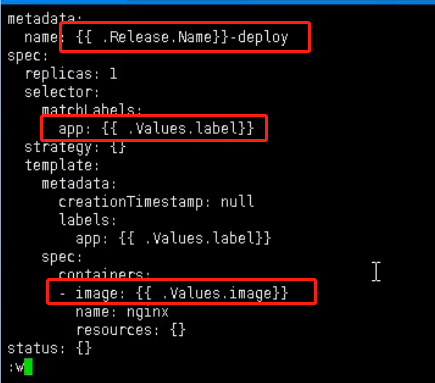 metadata:
  name: {{ .Release.Name}}-deploy
spec:
  replicas: 1
  selector:
    matchLabels:
      app: {{ .Values.label}}
  strategy: {}
  template:
    metadata:
      creationTimestamp: null
      labels:
        app: {{ .Values.label}}
    spec:
      containers:
      - image: {{ .Values.image}}
        name: nginx
        resources: {}
status: {}
:w